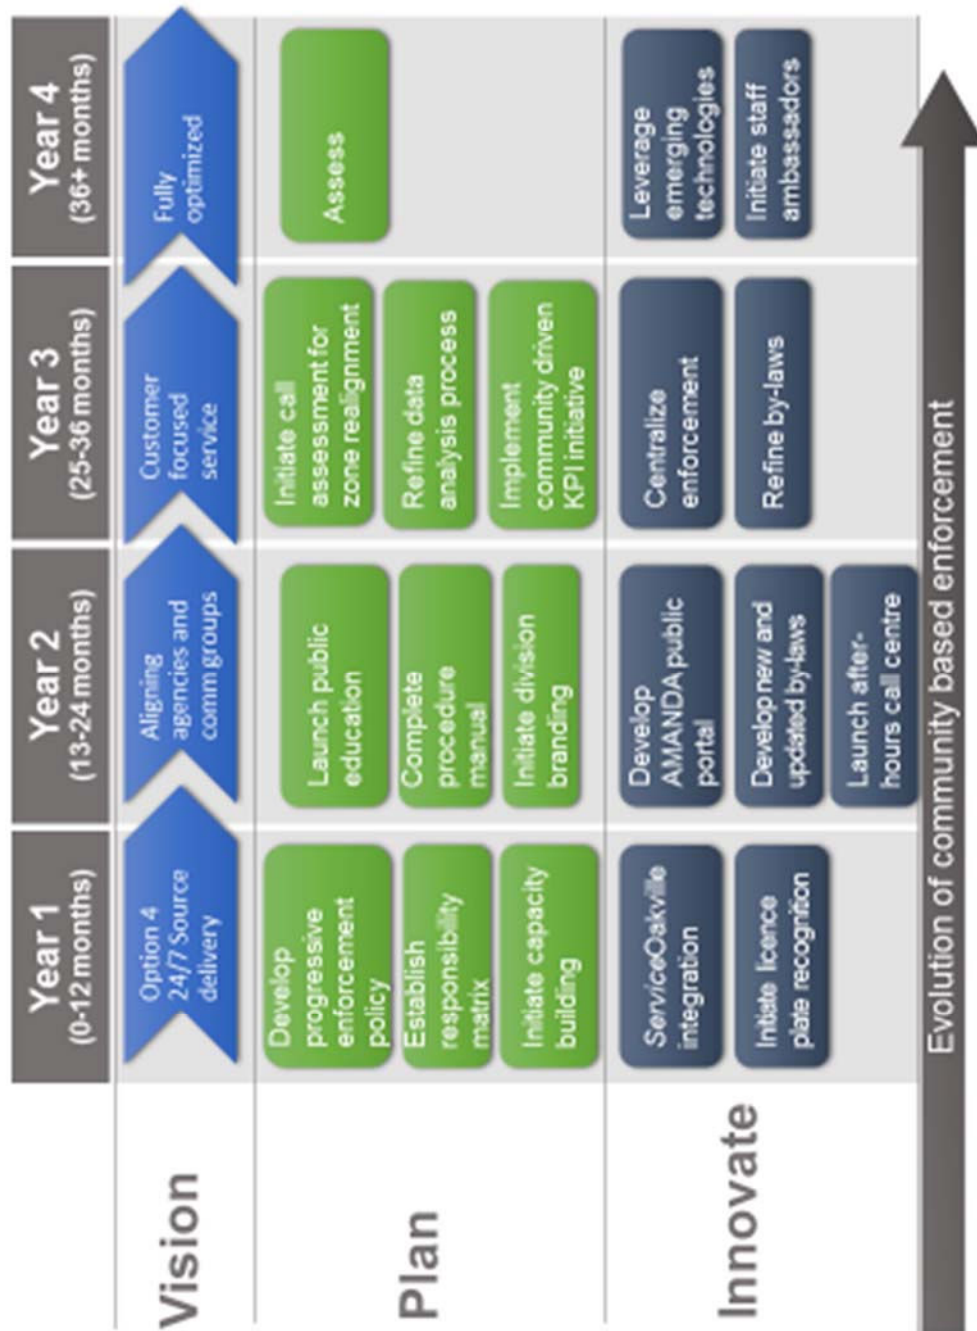 Year 1
(0-12 months)
Year 2
(13-24 months)
Year 3
(25-36 months)
Year 4
(36+ months)
Vision
Option 4
24/7 Source
delivery
Aligning
agencies and
comm groups
Customer
focused
service
Fully
optimized
Plan
Develop
progressive
enforcement
policy
Establish
responsibility
matrix
Initiate capacity
building
Launch public
education
Complete
procedure
manual
Initiate division
branding
Initiate call
assessment for
zone realignment
Refine data
analysis process
Implement
community driven
KPI initiative
Assess
Innovate
ServiceOakville
integration
Initiate licence
plate recognition
Develop
AMANDA public
portal
Develop new and
updated by-laws
Launch after-
hours call centre
Centralize
enforcement
Refine by-laws
Leverage
emerging
technologies
Initiate staff
ambassadors
Evolution of community based enforcement